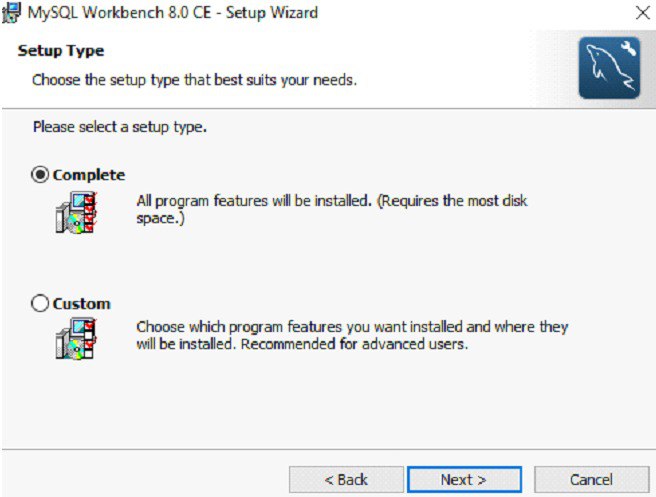 MySQL Workbench 8.0 CE - Setup Wizard
Setup Type
Choose the setup type that best suits your needs.
Please select a setup type.
Complete
All program features will be installed. (Requires the most disk
space.)
Custom
Choose which program features you want installed and where they
will be installed. Recommended for advanced users.
< Back Next > Cancel